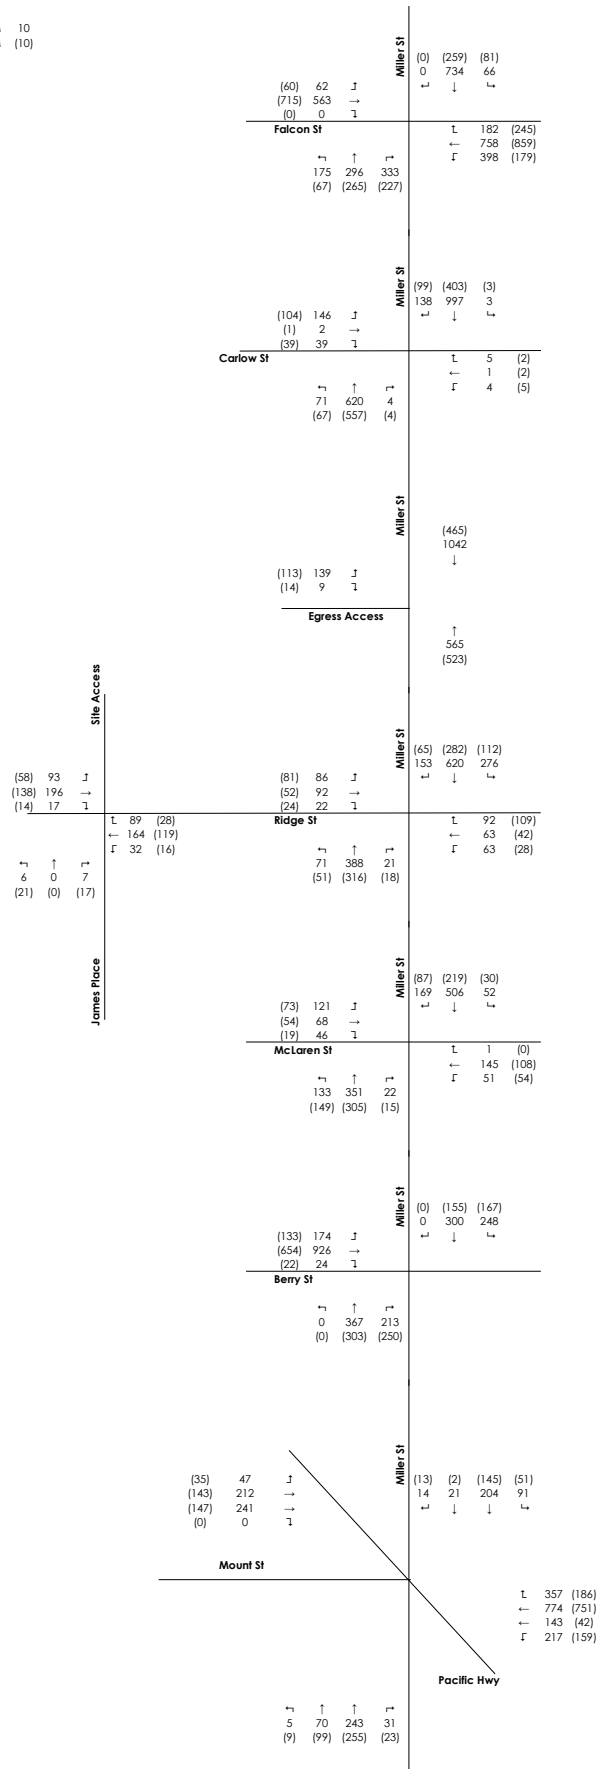 10
(10)
Miller St
(0) (259) (81)
0 734 66
↵ ↓ ↳
(60) 62
(715) 563 →
(0) 0
Falcon St
182 (245)
← 758 (859)
398 (179)
↰ ↑ ↱
175 296 333
(67) (265) (227)
Miller St
(99) (403) (3)
138 997 3
↵ ↓ ↳
(104) 146
(1) 2 →
(39) 39
Carlow St
5 (2)
← 1 (2)
4 (5)
↰ ↑ ↱
71 620 4
(67) (557) (4)
Miller St
(465)
1042
↓
(113) 139
(14) 9
Egress Access
↑
565
(523)
Site Access
Miller St
(65) (282) (112)
153 620 276
↵ ↓ ↳
(58) 93
(138) 196 →
(14) 17
(81) 86
(52) 92 →
(24) 22
89 (28)
← 164 (119)
32 (16)
Ridge St
92 (109)
← 63 (42)
63 (28)
↰ ↑ ↱
6 0 7
(21) (0) (17)
↰ ↑ ↱
71 388 21
(51) (316) (18)
James Place
Miller St
(87) (219) (30)
169 506 52
↵ ↓ ↳
(73) 121
(54) 68 →
(19) 46
McLaren St
1 (0)
← 145 (108)
51 (54)
↰ ↑ ↱
133 351 22
(149) (305) (15)
Miller St
(0) (155) (167)
0 300 248
↵ ↓ ↳
(133) 174
(654) 926 →
(22) 24
Berry St
↰ ↑ ↱
0 367 213
(0) (303) (250)
Miller St
(13) (2) (145) (51)
14 21 204 91
↵ ↓ ↓ ↳
(35) 47
(143) 212 →
(147) 241 →
(0) 0
Mount St
357 (186)
← 774 (751)
← 143 (42)
217 (159)
Pacific Hwy
↰ ↑ ↑ ↱
5 70 243 31
(9) (99) (255) (23)